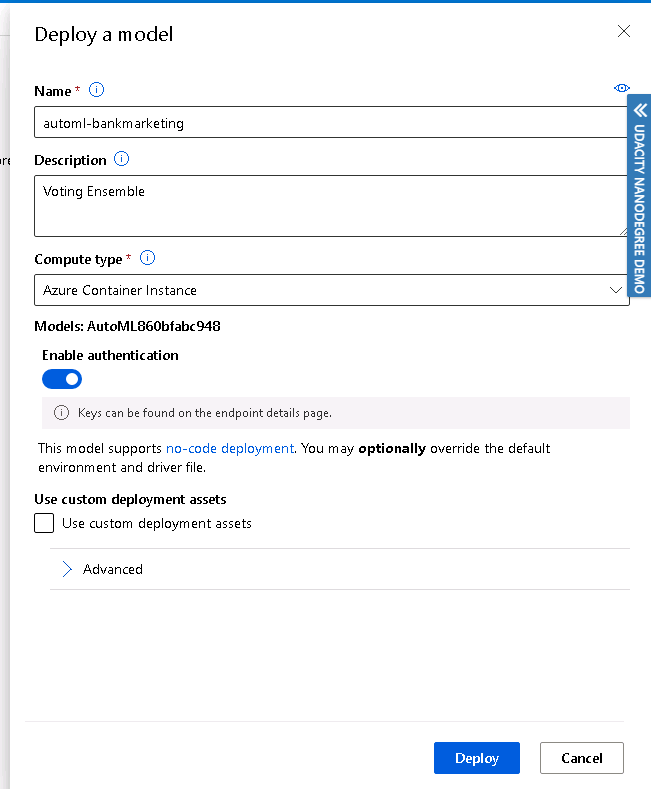 Deploy a model
Name *
automl-bankmarketing
Description
Voting Ensemble
Compute type *
Azure Container Instance
Models: AutoML860bfabc948
Enable authentication
Keys can be found on the endpoint details page.
This model supports no-code deployment. You may optionally override the default
environment and driver file.
Use custom deployment assets
Use custom deployment assets
Advanced
Deploy
Cancel
UDACITY NANODEGREE DEMO